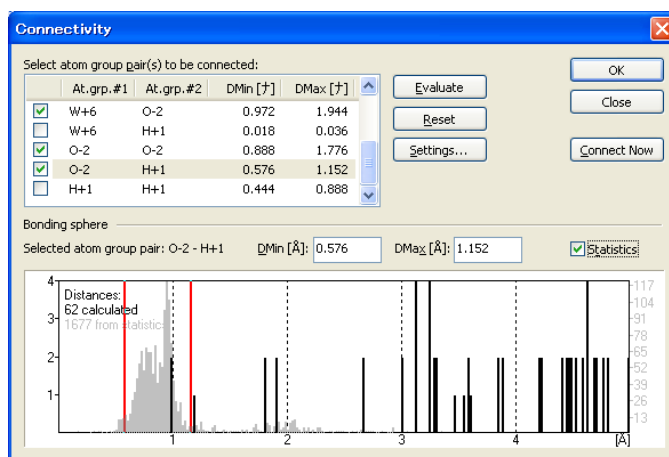 Connectivity
Select atom group pair(s) to be connected:
At.grp.#1 At.grp.#2 DMin [ﾅ] DMax [ﾅ]
W+6 O-2 0.972 1.944
W+6 H+1 0.018 0.036
O-2 O-2 0.888 1.776
O-2 H+1 0.576 1.152
H+1 H+1 0.444 0.888
Evaluate
Reset
Settings...
OK
Close
Connect Now
Bonding sphere
Selected atom group pair: O-2 - H+1 DMin [Å]: 0.576 DMax [Å]: 1.152 Statistics
Distances:
62 calculated
1677 from statistics
4
3
2
1
117
104
91
78
65
52
39
26
13
1 2 3 4 [Å]